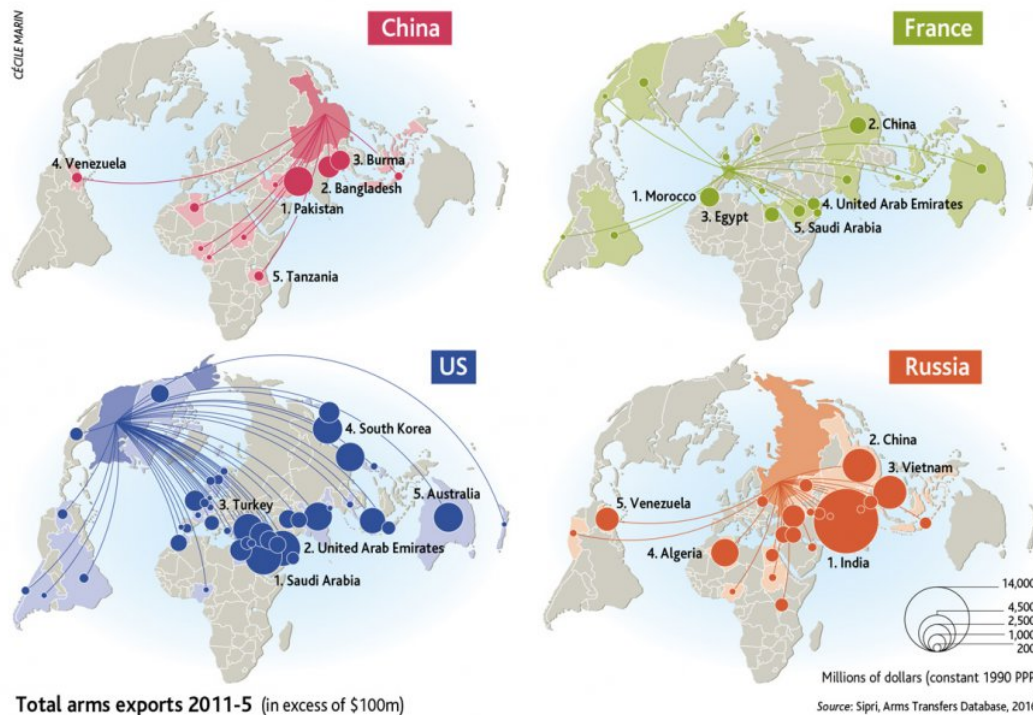 CÉCILE MARIN
China
4. Venezuela
3. Burma
2. Bangladesh
1. Pakistan
5. Tanzania
France
2. China
1. Morocco
4. United Arab Emirates
3. Egypt
5. Saudi Arabia
US
4. South Korea
5. Australia
3. Turkey
2. United Arab Emirates
1. Saudi Arabia
Russia
2. China
3. Vietnam
5. Venezuela
4. Algeria
1. India
14,000
4,500
2,500
1,000
200
Millions of dollars (constant 1990 PPP
Total arms exports 2011-5 (in excess of $100m)
Source: Sipri, Arms Transfers Database, 2016